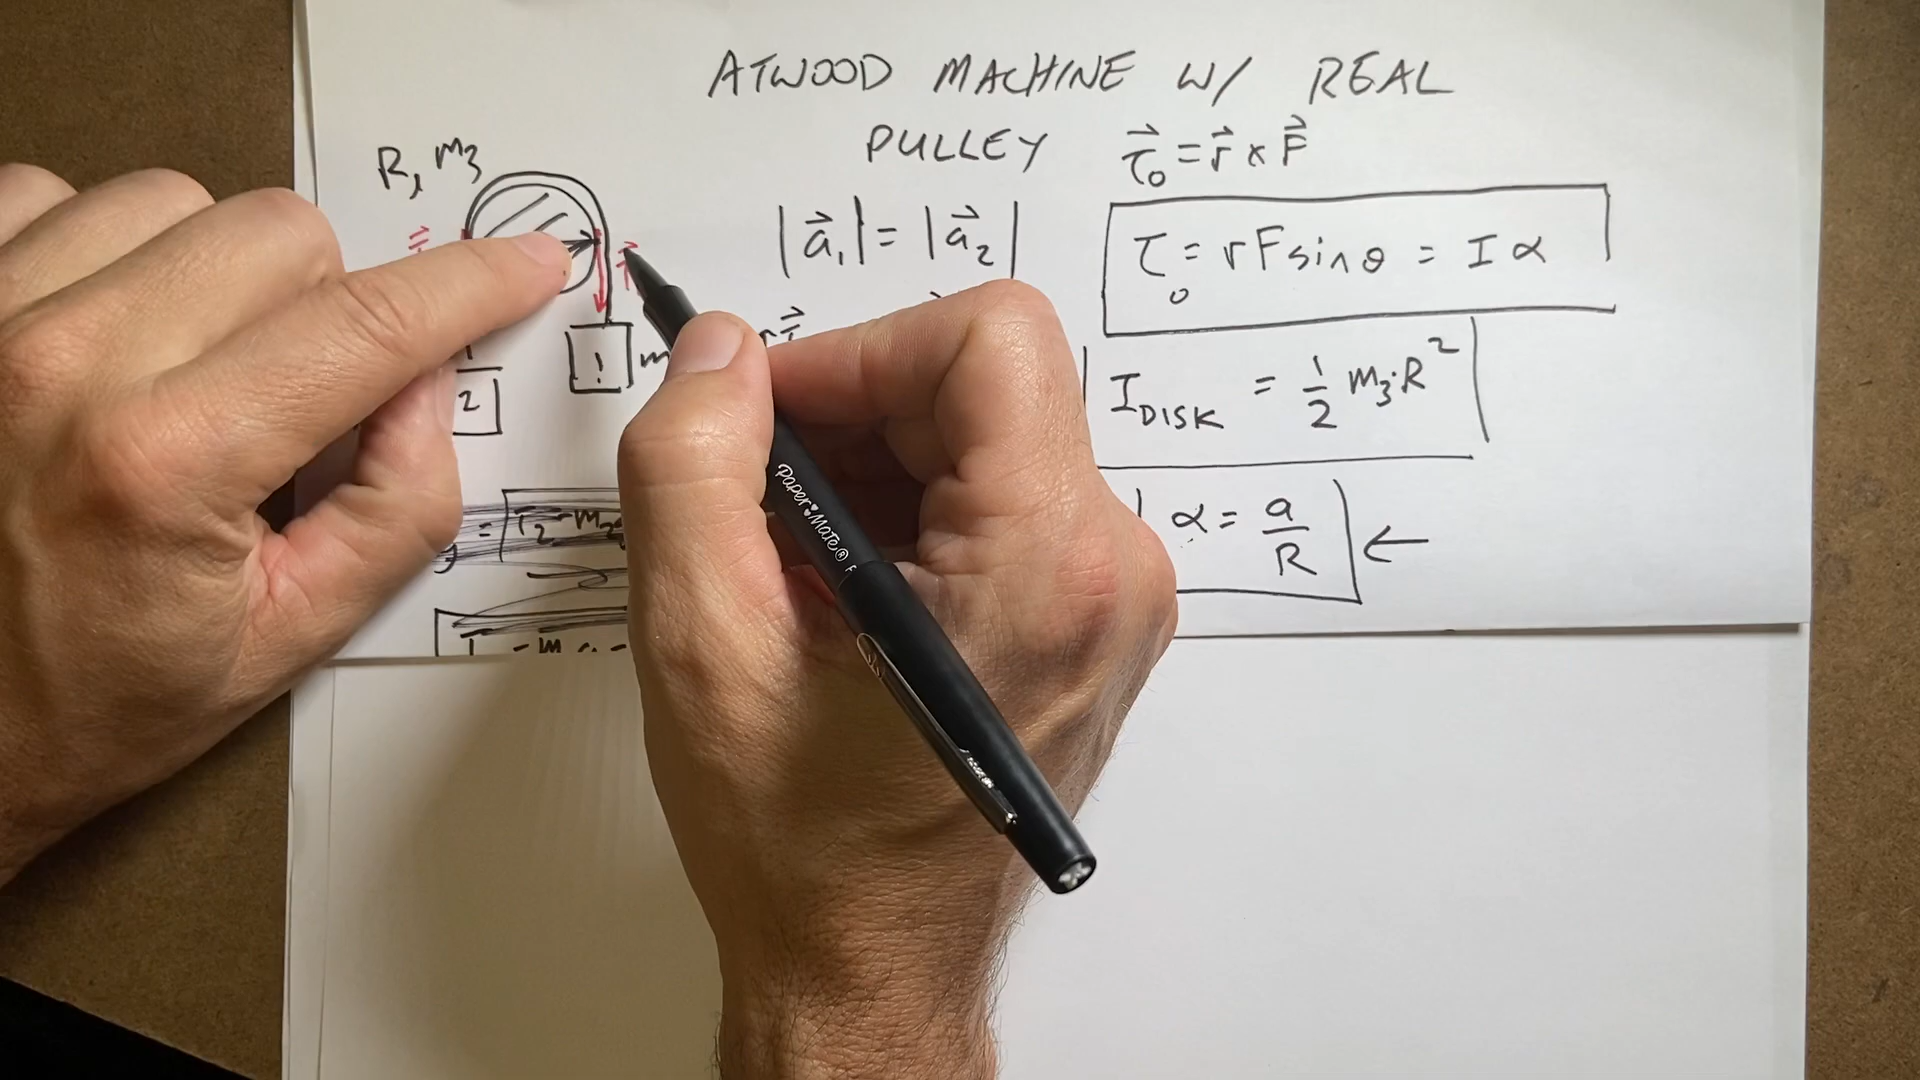 ATWOOD MACHINE W/ REAL
PULLEY τ⃗₀ = r⃗ × F⃗
R, m₃
|a⃗₁| = |a⃗₂|
τ₀ = rF sin θ = I α
1
2
I_DISK = ½ m₃·R²
α = a/R ←
Paper Mate®